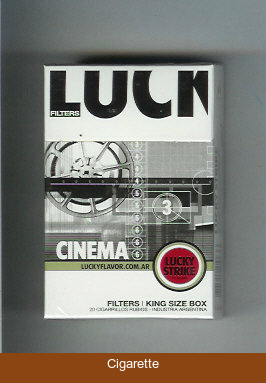 LUCK
FILTERS
3
CINEMA
LUCKYFLAVOR.COM.AR
LUCKY
STRIKE
FILTERS | KING SIZE BOX
20 CIGARRILLOS RUBIOS - INDUSTRIA ARGENTINA
Cigarette